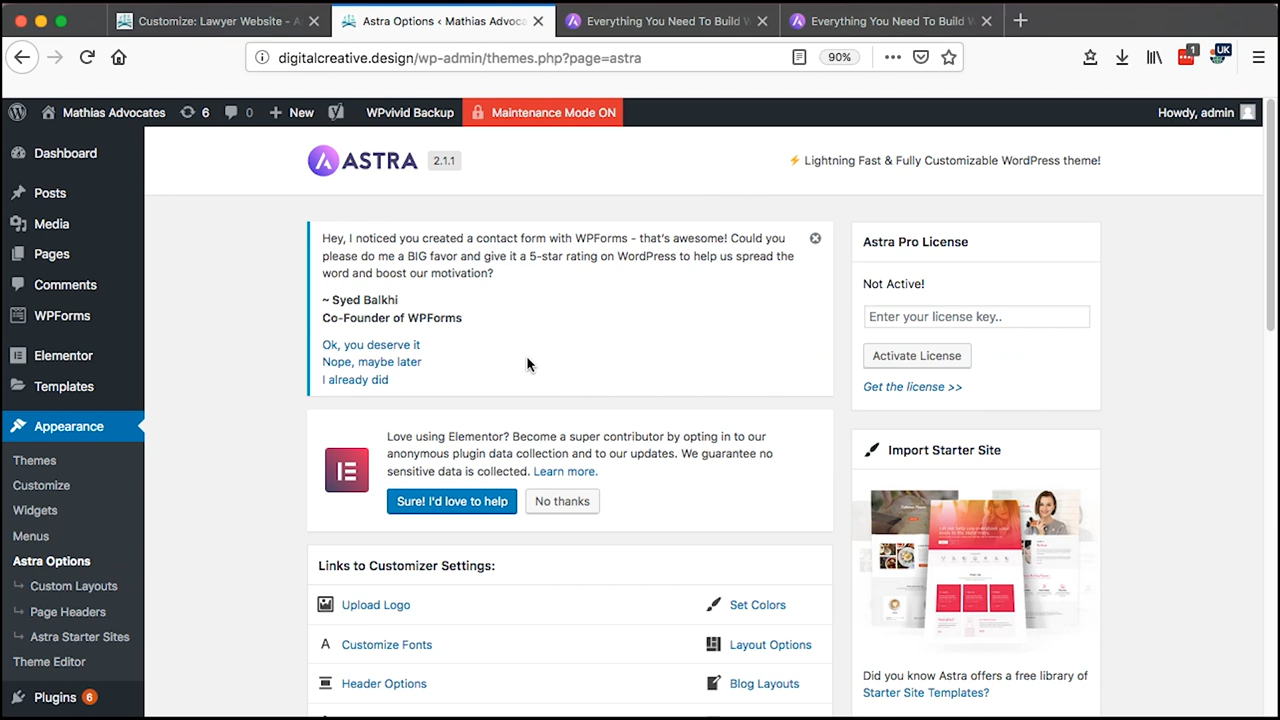 Customize: Lawyer Website - A
Astra Options ‹ Mathias Advoca
Everything You Need To Build W
Everything You Need To Build W
digitalcreative.design/wp-admin/themes.php?page=astra
90%
1
UK
Mathias Advocates
6
0
New
WPvivid Backup
Maintenance Mode ON
Howdy, admin
Dashboard
Posts
Media
Pages
Comments
WPForms
Elementor
Templates
Appearance
Themes
Customize
Widgets
Menus
Astra Options
Custom Layouts
Page Headers
Astra Starter Sites
Theme Editor
Plugins 6
ASTRA 2.1.1
⚡ Lightning Fast & Fully Customizable WordPress theme!
Hey, I noticed you created a contact form with WPForms - that's awesome! Could you
please do me a BIG favor and give it a 5-star rating on WordPress to help us spread the
word and boost our motivation?
~ Syed Balkhi
Co-Founder of WPForms
Ok, you deserve it
Nope, maybe later
I already did
Love using Elementor? Become a super contributor by opting in to our
anonymous plugin data collection and to our updates. We guarantee no
sensitive data is collected. Learn more.
Sure! I'd love to help
No thanks
Links to Customizer Settings:
Upload Logo
Set Colors
Customize Fonts
Layout Options
Header Options
Blog Layouts
Astra Pro License
Not Active!
Enter your license key..
Activate License
Get the license >>
Import Starter Site
Did you know Astra offers a free library of
Starter Site Templates?